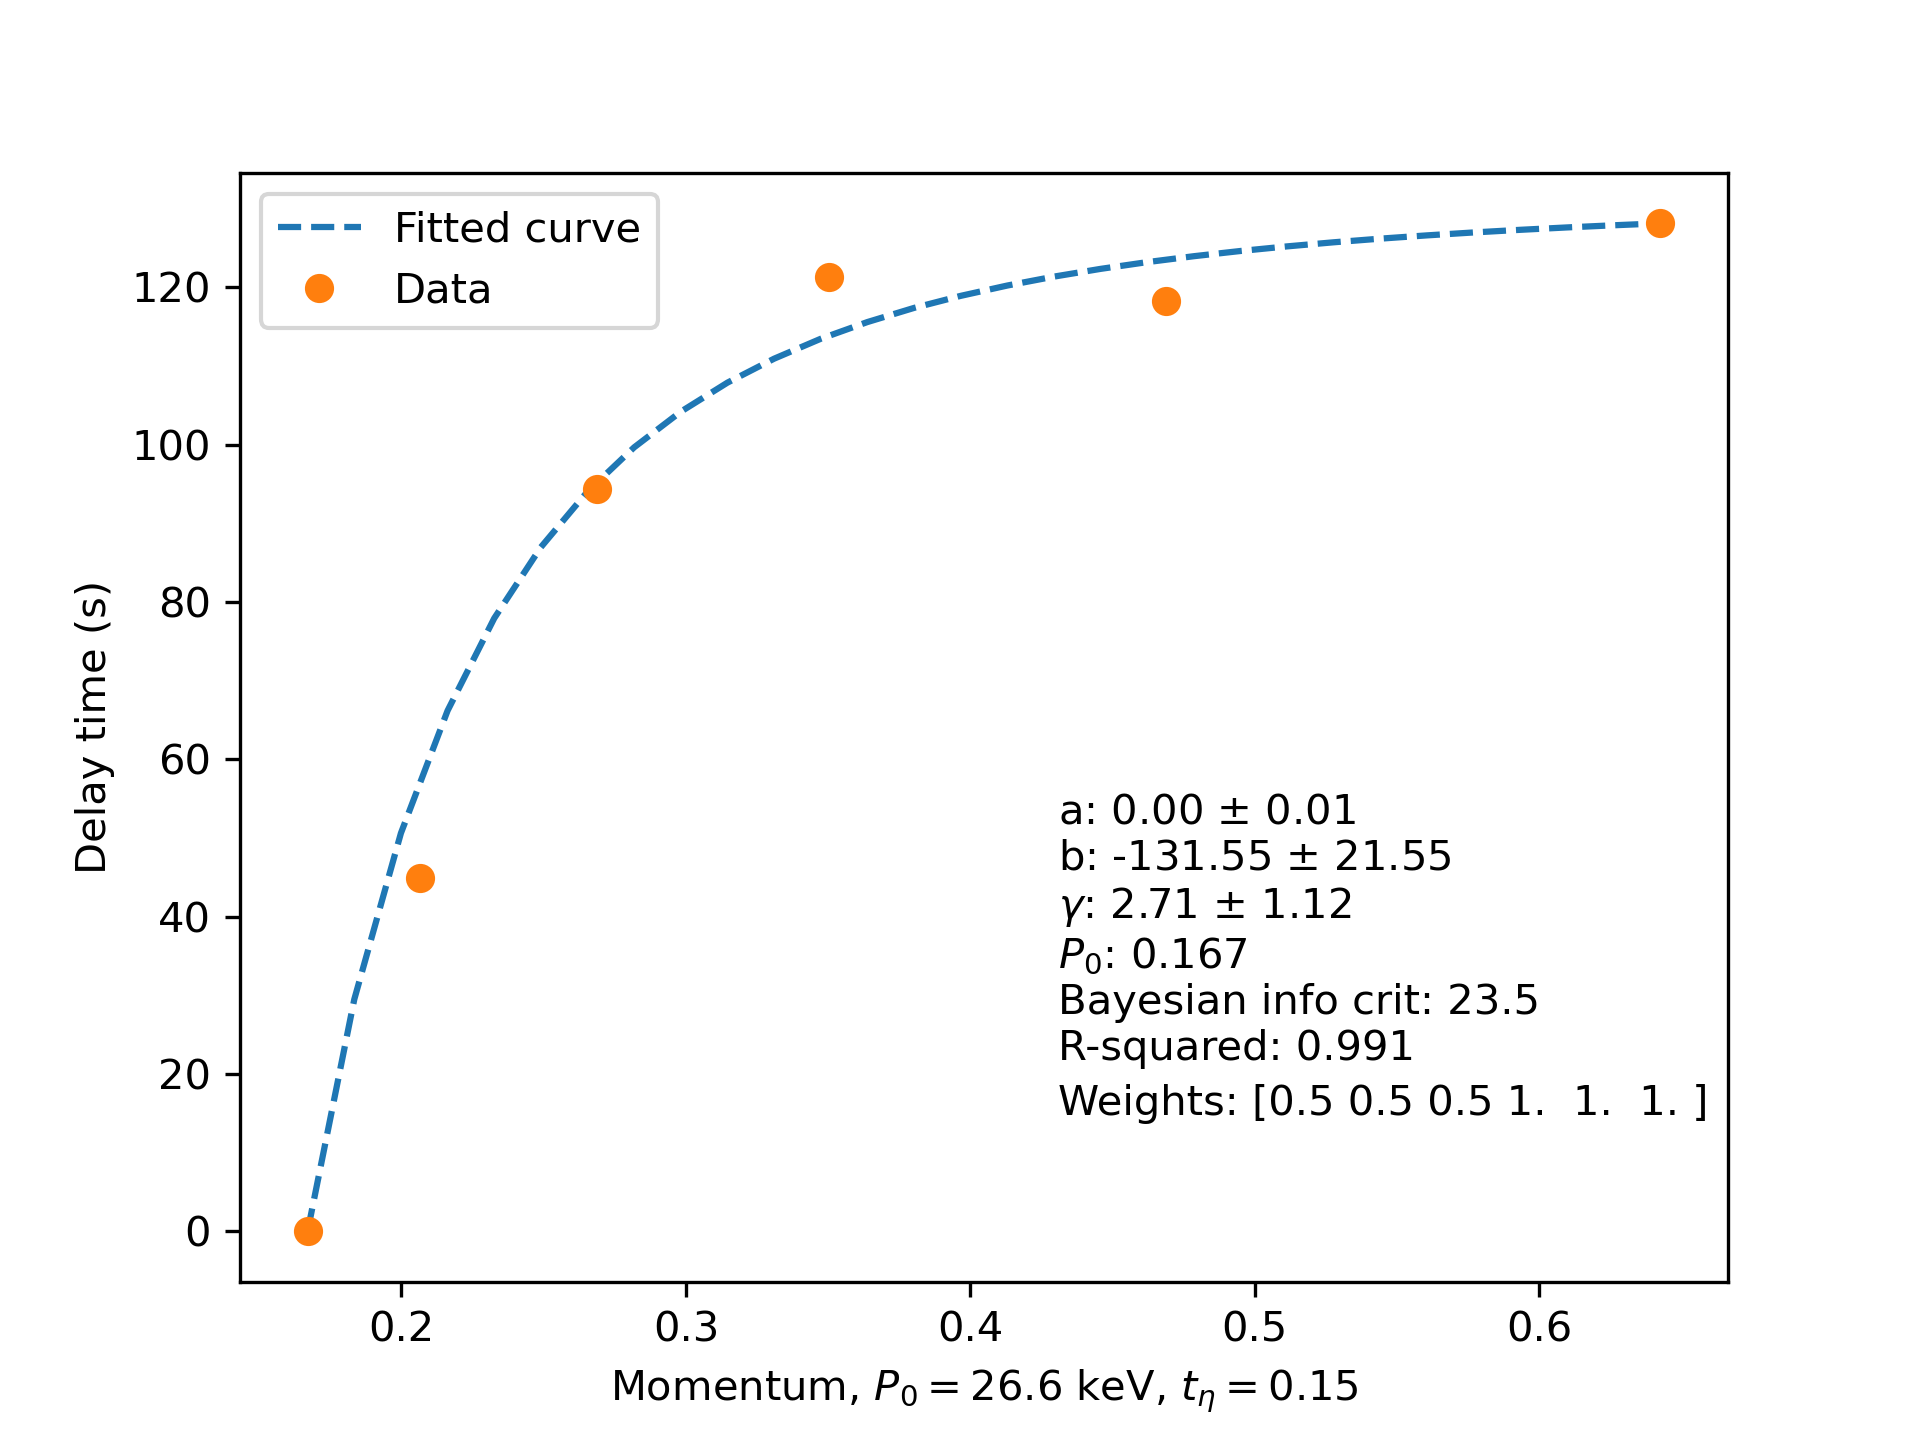 Fitted curve
Data
120
100
80
60
40
20
0
Delay time (s)
a: 0.00 ± 0.01
b: -131.55 ± 21.55
γ: 2.71 ± 1.12
P₀: 0.167
Bayesian info crit: 23.5
R-squared: 0.991
Weights: [0.5 0.5 0.5 1.  1.  1. ]
0.2 0.3 0.4 0.5 0.6
Momentum, P₀ = 26.6 keV, tη = 0.15